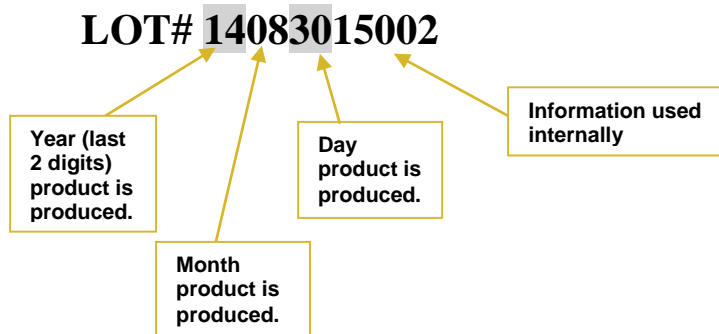 LOT# 14083015002
Year (last
2 digits)
product is
produced.
Month
product is
produced.
Day
product is
produced.
Information used
internally